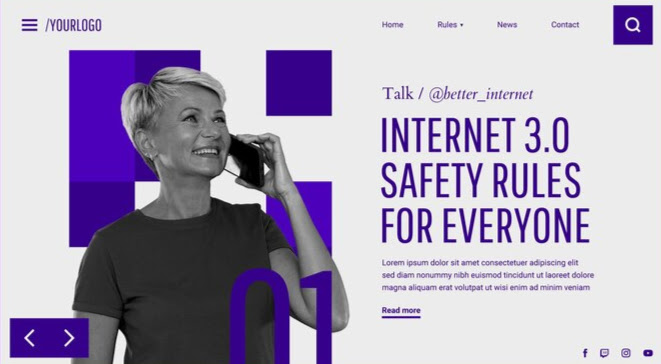 /YOURLOGO
Home Rules ▾ News Contact
Talk / @better_internet
INTERNET 3.0
SAFETY RULES
FOR EVERYONE
Lorem ipsum dolor sit amet consectetuer adipiscing elit
sed diam nonummy nibh euismod tincidunt ut laoreet dolore
magna aliquam erat volutpat ut wisi enim ad minim veniam
Read more
01